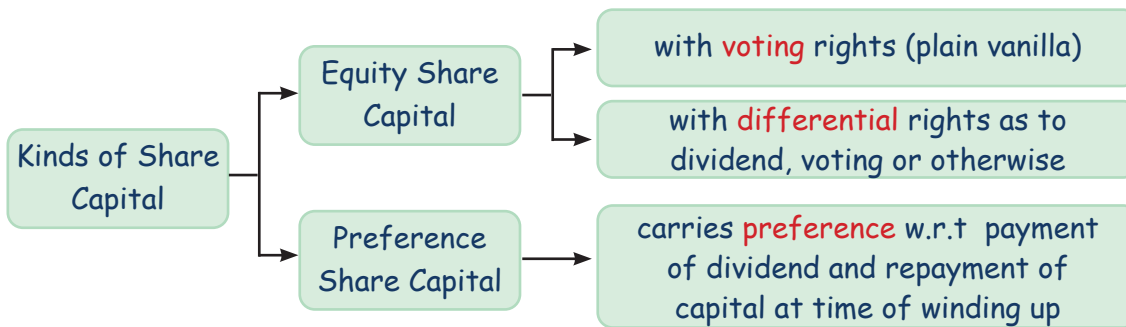 Kinds of Share
Capital
Equity Share
Capital
with voting rights (plain vanilla)
with differential rights as to
dividend, voting or otherwise
Preference
Share Capital
carries preference w.r.t payment
of dividend and repayment of
capital at time of winding up